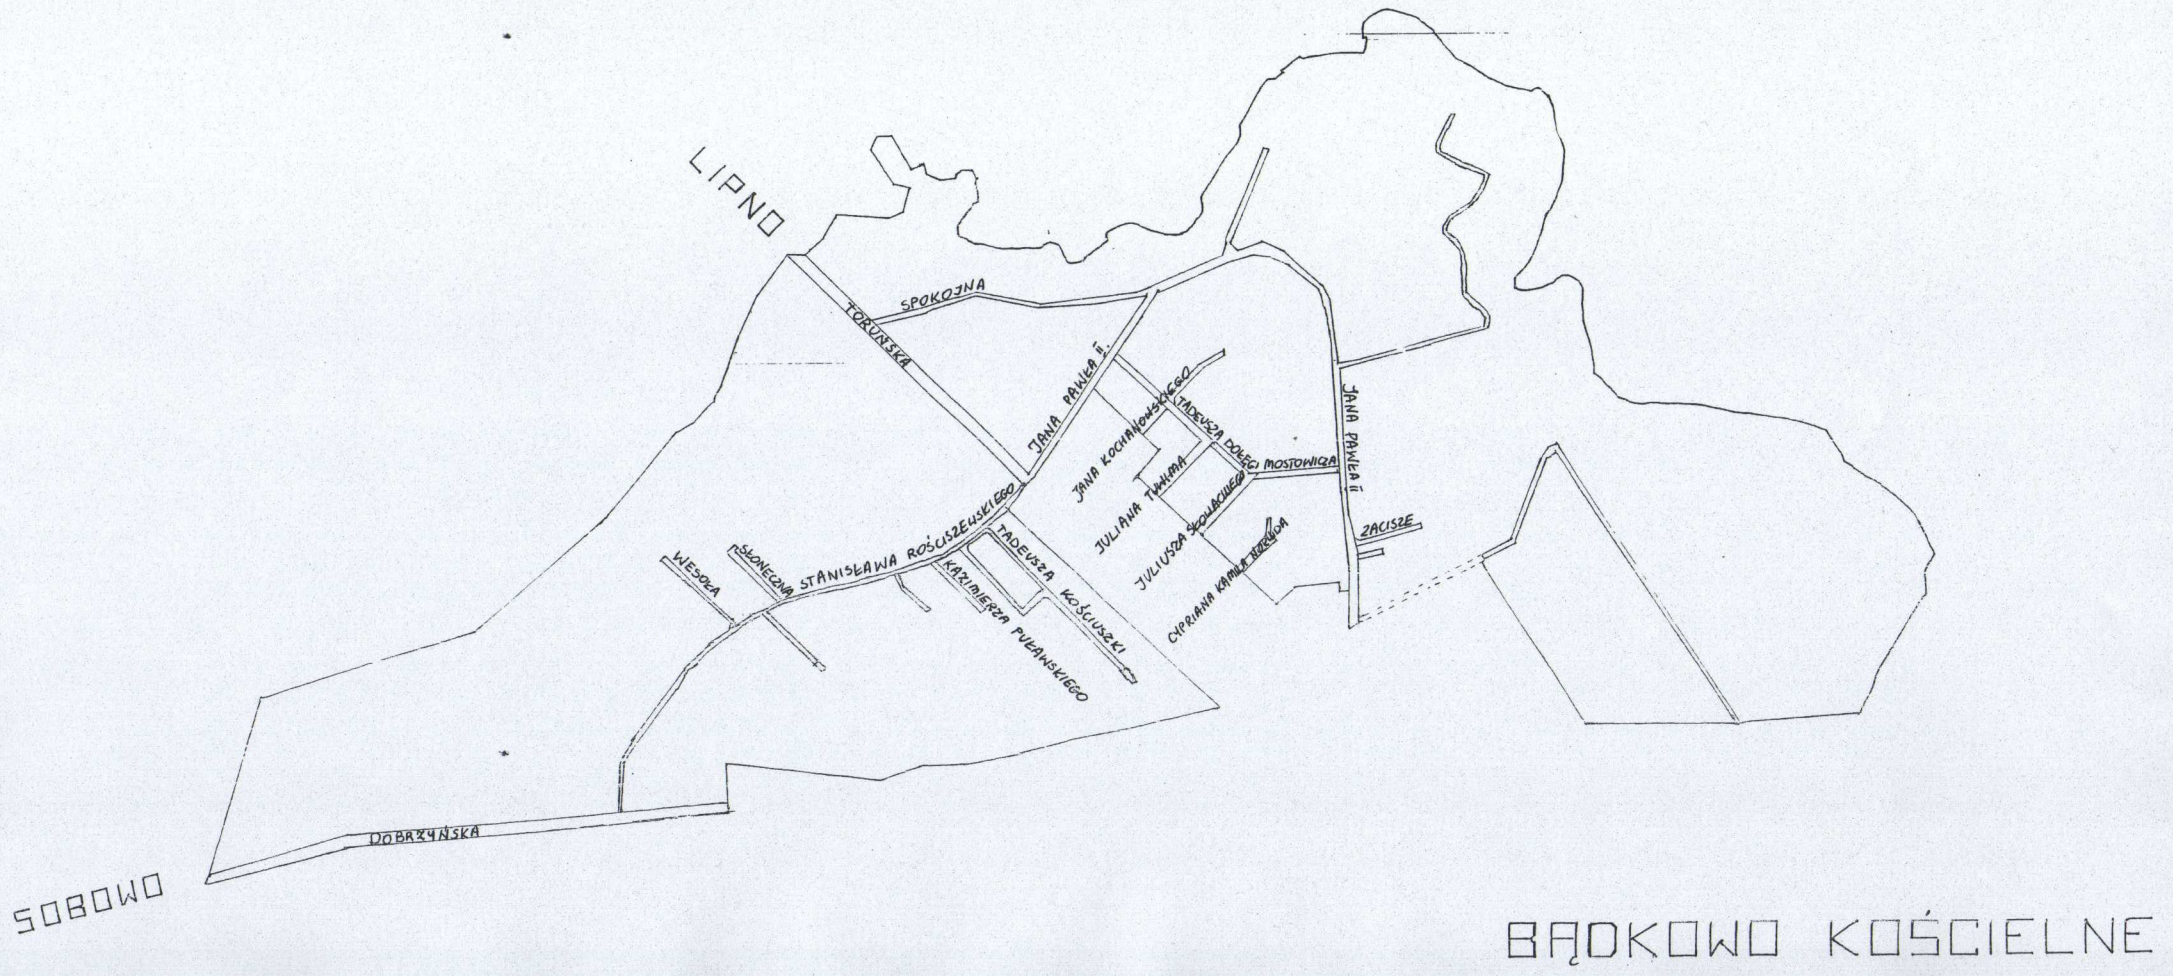 LIPNO
SPOKOJNA
TORUŃSKA
JANA PAWŁA II.
JANA KOCHANOWSKIEGO
TADEUSZA DOŁĘGI MOSTOWICZA
JANA PAWŁA II
JULIANA TUWIMA
JULIUSZA SŁOWACKIEGO
CYPRIANA KAMILA NORWIDA
ZACISZE
STANISŁAWA ROŚCISZEWSKIEGO
TADEUSZA KOŚCIUSZKI
KAZIMIERZA PUŁAWSKIEGO
SŁONECZNA
WESOŁA
DOBRZYŃSKA
SOBOWO
BĄDKOWO KOŚCIELNE